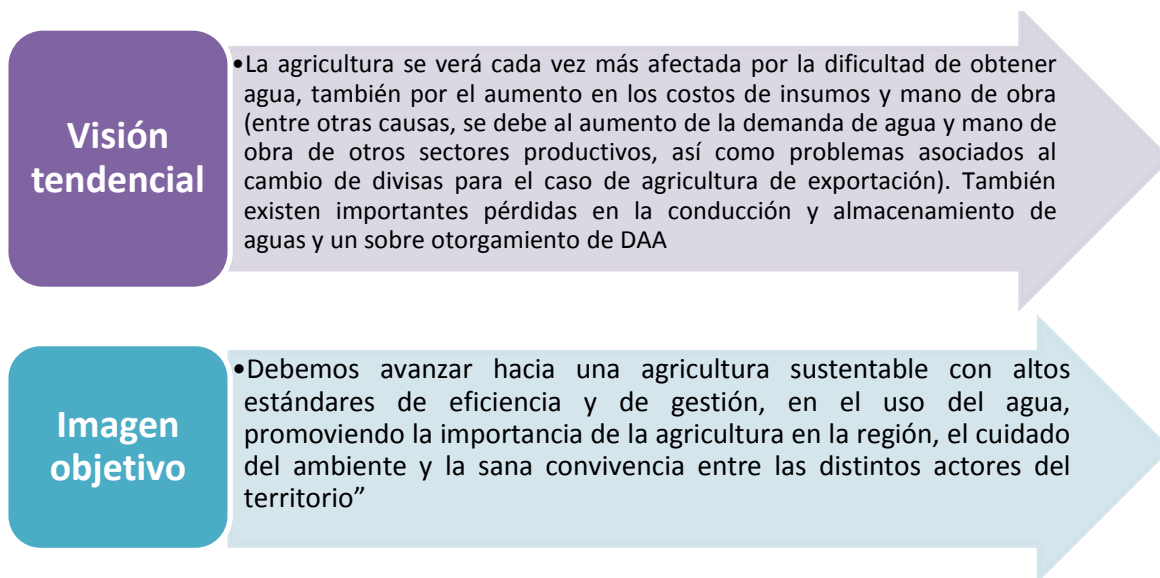 Visión
tendencial
•La agricultura se verá cada vez más afectada por la dificultad de obtener
agua, también por el aumento en los costos de insumos y mano de obra
(entre otras causas, se debe al aumento de la demanda de agua y mano de
obra de otros sectores productivos, así como problemas asociados al
cambio de divisas para el caso de agricultura de exportación). También
existen importantes pérdidas en la conducción y almacenamiento de
aguas y un sobre otorgamiento de DAA
Imagen
objetivo
•Debemos avanzar hacia una agricultura sustentable con altos
estándares de eficiencia y de gestión, en el uso del agua,
promoviendo la importancia de la agricultura en la región, el cuidado
del ambiente y la sana convivencia entre las distintos actores del
territorio”